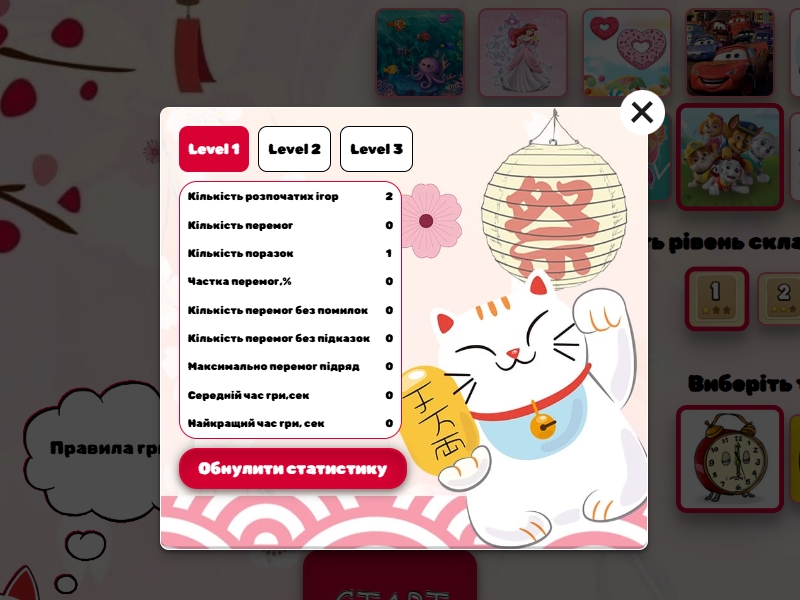 Level 1
Level 2
Level 3
Кількість розпочатих ігор 2
Кількість перемог 0
Кількість поразок 1
Частка перемог,% 0
Кількість перемог без помилок 0
Кількість перемог без підказок 0
Максимально перемог підряд 0
Середній час гри,сек 0
Найкращий час гри, сек 0
Обнулити статистику
祭
千万両
ть рівень скла
1
2
Виберіть
Правила гр
START